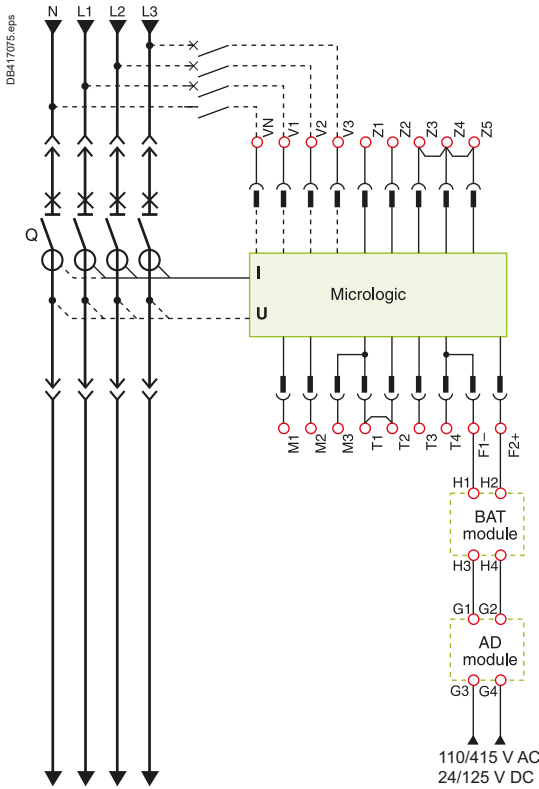 DB417075.eps
N L1 L2 L3
VN V1 V2 V3 Z1 Z2 Z3 Z4 Z5
Q
I
Micrologic
U
M1 M2 M3 T1 T2 T3 T4 F1– F2+
H1 H2
BAT
module
H3 H4
G1 G2
AD
module
G3 G4
110/415 V AC
24/125 V DC